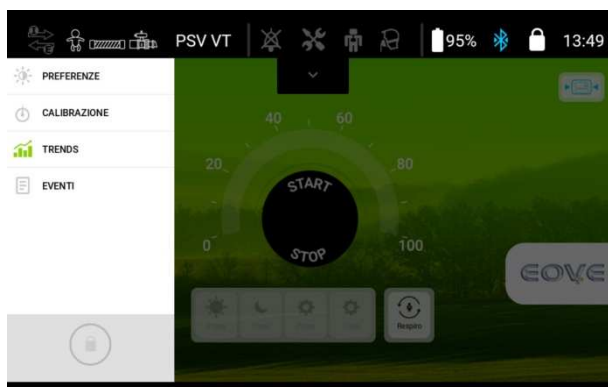 PSV VT
95%
13:49
PREFERENZE
CALIBRAZIONE
TRENDS
EVENTI
0
20
40
60
80
100
START
STOP
Respiro
EOVE